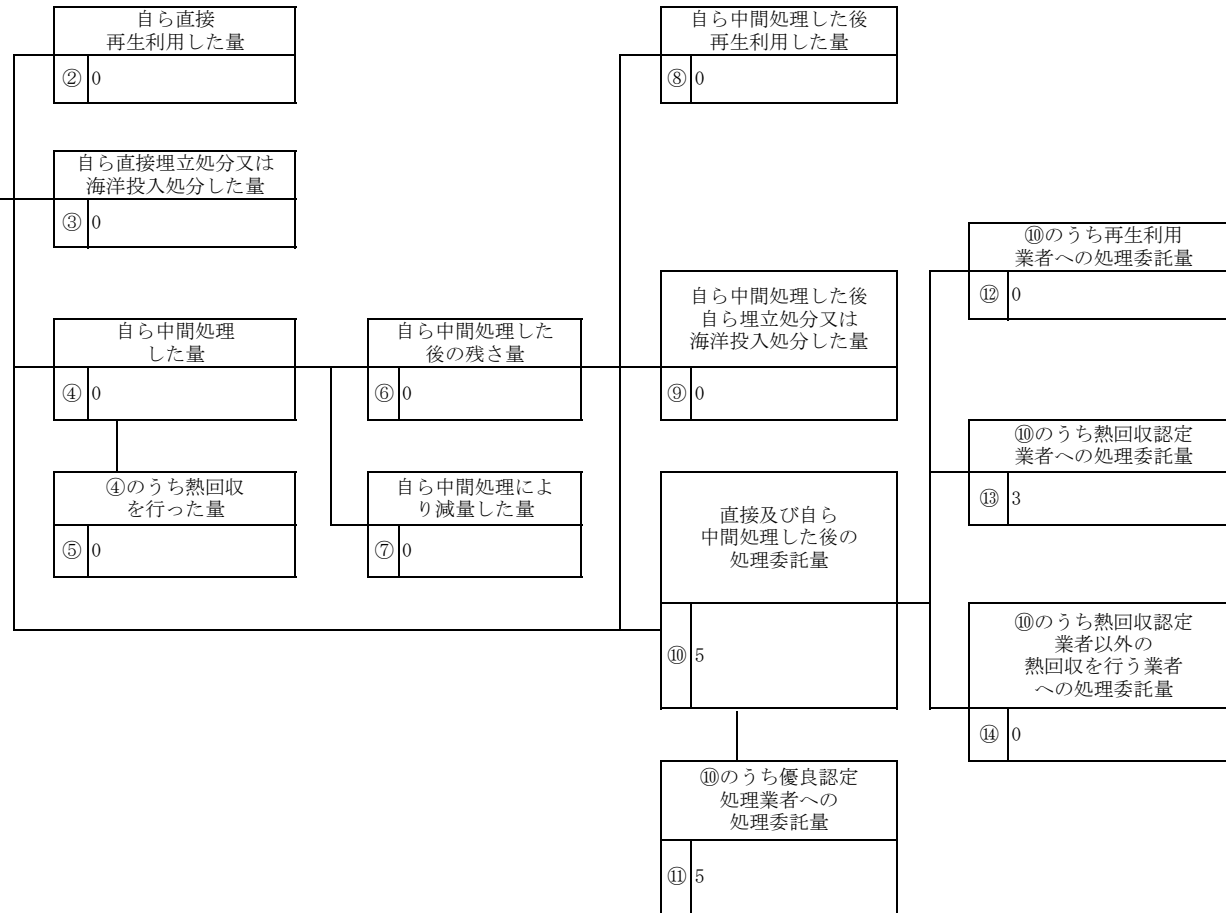 自ら直接
再生利用した量
② 0
自ら中間処理した後
再生利用した量
⑧ 0
自ら直接埋立処分又は
海洋投入処分した量
③ 0
⑩のうち再生利用
業者への処理委託量
⑫ 0
自ら中間処理
した量
④ 0
自ら中間処理した
後の残さ量
⑥ 0
自ら中間処理した後
自ら埋立処分又は
海洋投入処分した量
⑨ 0
⑩のうち熱回収認定
業者への処理委託量
⑬ 3
④のうち熱回収
を行った量
⑤ 0
自ら中間処理によ
り減量した量
⑦ 0
直接及び自ら
中間処理した後の
処理委託量
⑩ 5
⑩のうち熱回収認定
業者以外の
熱回収を行う業者
への処理委託量
⑭ 0
⑩のうち優良認定
処理業者への
処理委託量
⑪ 5